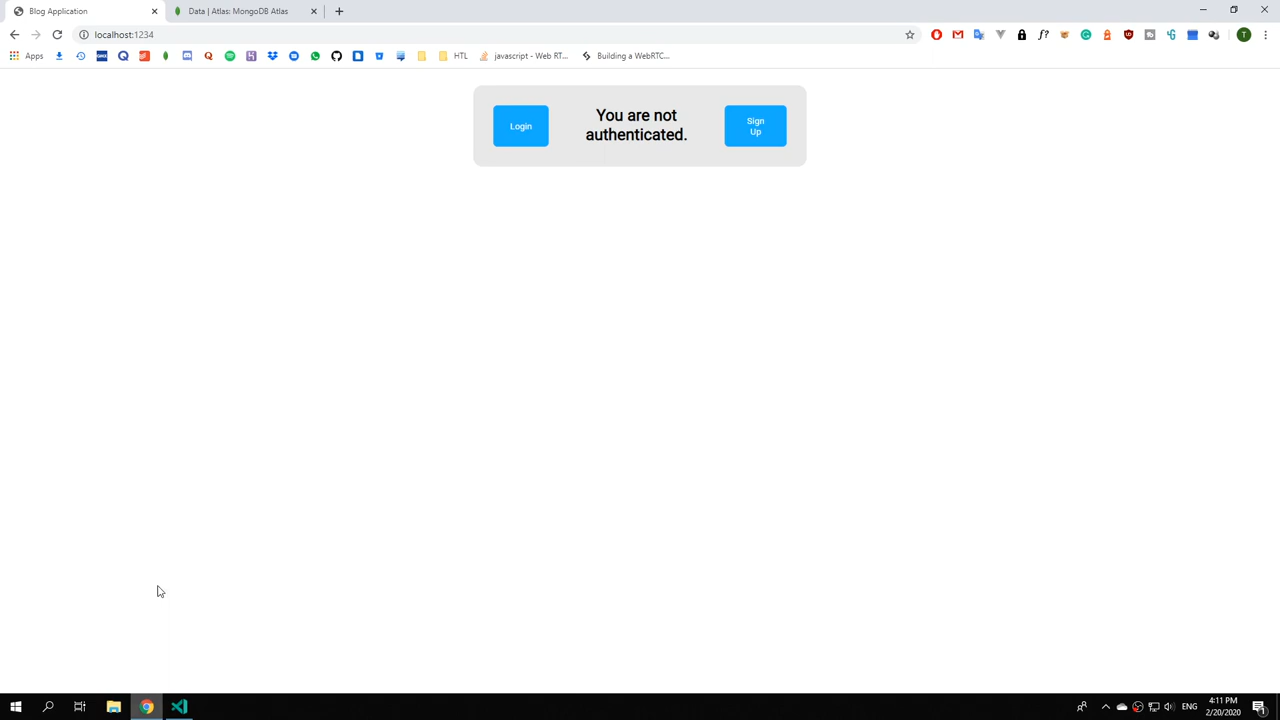 Blog Application
Data | Atlas: MongoDB Atlas
localhost:1234
Apps
HTL
javascript - Web RT...
Building a WebRTC...
Login
You are not
authenticated.
Sign
Up
ENG
4:11 PM
2/20/2020